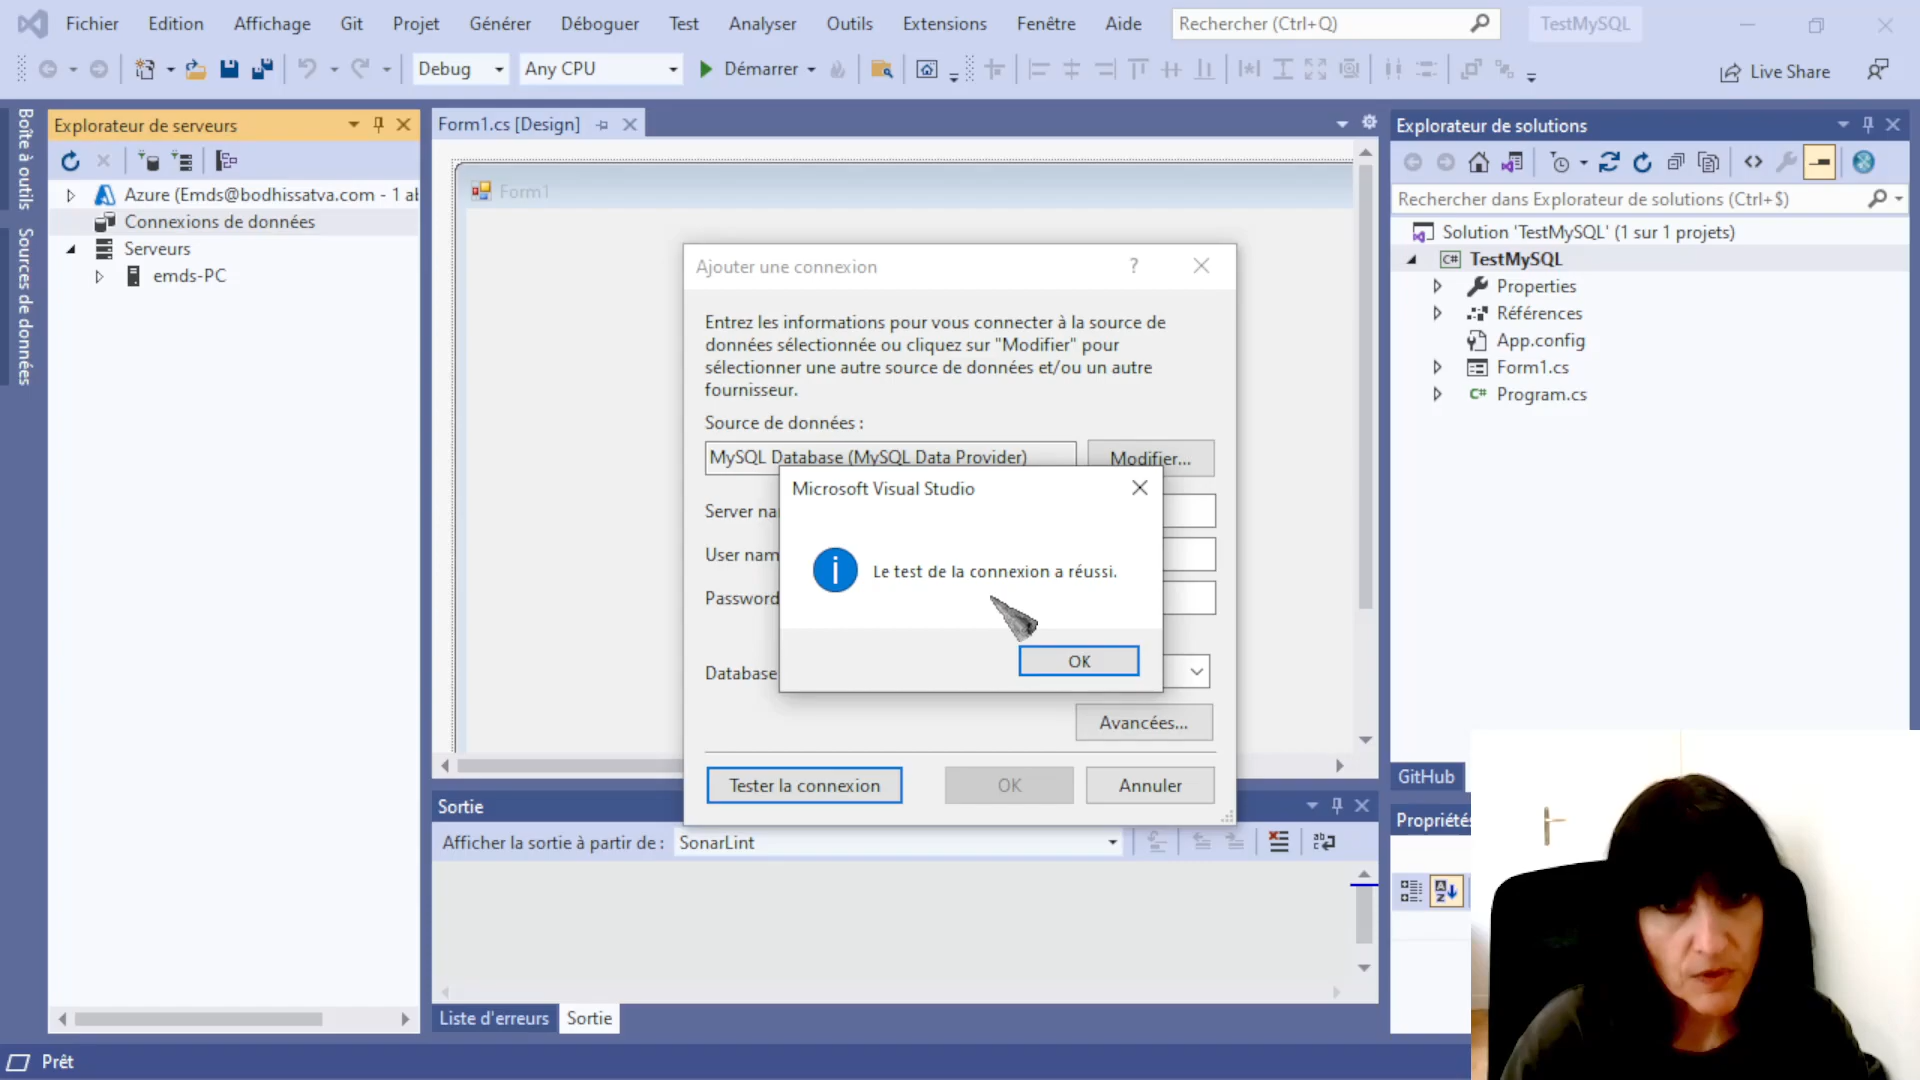 Fichier Edition Affichage Git Projet Générer Déboguer Test Analyser Outils Extensions Fenêtre Aide Rechercher (Ctrl+Q) TestMySQL
Debug Any CPU Démarrer Live Share
Boîte à outils
Sources de données
Explorateur de serveurs
Azure (Emds@bodhissatva.com - 1 ab
Connexions de données
Serveurs
emds-PC
Form1.cs [Design]
Form1
Ajouter une connexion
Entrez les informations pour vous connecter à la source de
données sélectionnée ou cliquez sur "Modifier" pour
sélectionner une autre source de données et/ou un autre
fournisseur.
Source de données :
MySQL Database (MySQL Data Provider) Modifier...
Server na
User nam
Password
Database
Microsoft Visual Studio
Le test de la connexion a réussi.
OK
Avancées...
Tester la connexion OK Annuler
Sortie
Afficher la sortie à partir de : SonarLint
Liste d'erreurs Sortie
Explorateur de solutions
Rechercher dans Explorateur de solutions (Ctrl+$)
Solution 'TestMySQL' (1 sur 1 projets)
TestMySQL
Properties
Références
App.config
Form1.cs
Program.cs
GitHub
Propriétés
Prêt